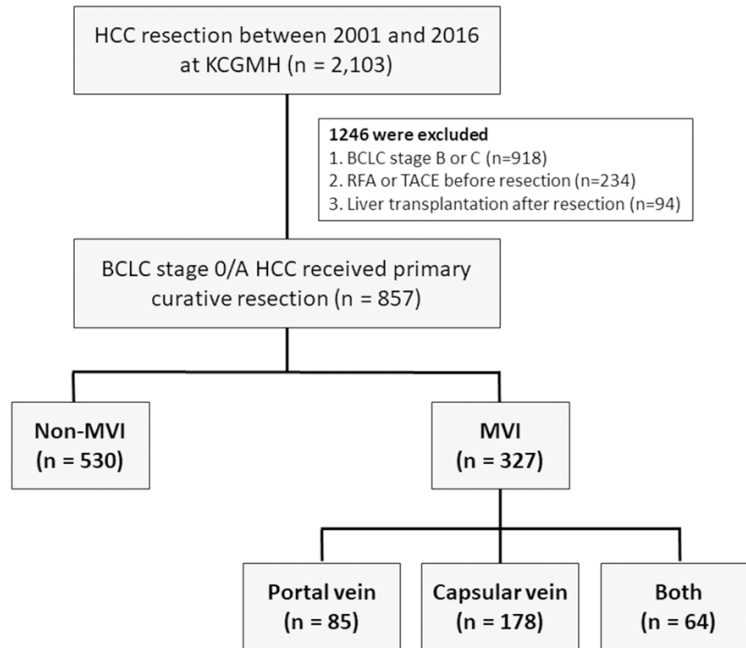 HCC resection between 2001 and 2016
at KCGMH (n = 2,103)
1246 were excluded
1. BCLC stage B or C (n=918)
2. RFA or TACE before resection (n=234)
3. Liver transplantation after resection (n=94)
BCLC stage 0/A HCC received primary
curative resection (n = 857)
Non-MVI
(n = 530)
MVI
(n = 327)
Portal vein
(n = 85)
Capsular vein
(n = 178)
Both
(n = 64)